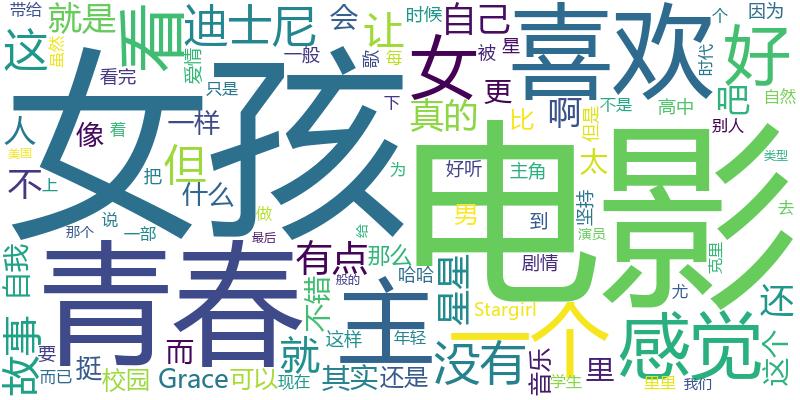 带给
就是
看
迪士尼
会
时候
让
自己
女
被
星
喜欢
个
因为
好
时代
这
虽然
看完
爱情
一般
追
每
更
真的
啊
不是
高中
吧
自然
人
像
着
一样
只是
下
比
但是
别人
女孩
电影
不
上
把
但
什么
为
好听
主角
太
美国
类型
说
做
男
到
坚持
去
那个
一部
最后
给
演员
青春
有点
那么
剧情
克里
自我
般的
哈哈
星星
尤
故事
不错
主
Stargirl
一个
感觉
还
这个
要
挺
而
就
这样
年轻
没有
音乐
里
而已
校园
Grace
可以
现在
其实
还是
学生
里里
我们